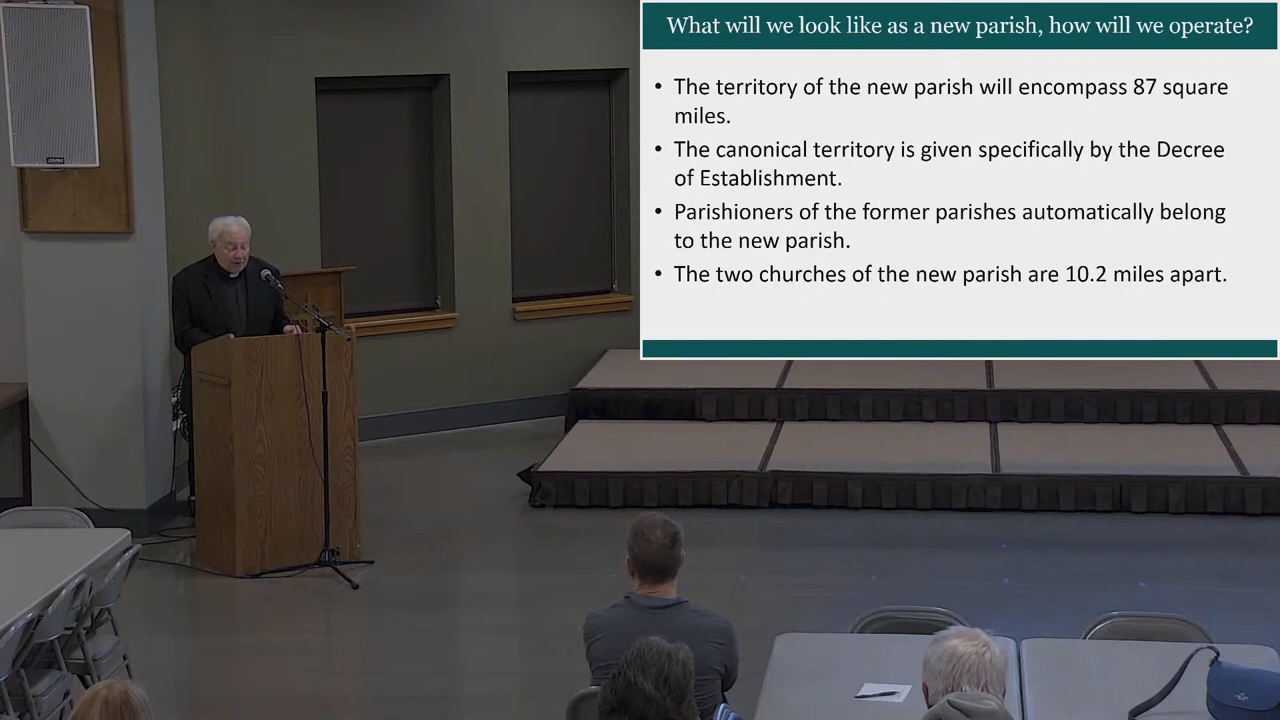 What will we look like as a new parish, how will we operate?
• The territory of the new parish will encompass 87 square
miles.
• The canonical territory is given specifically by the Decree
of Establishment.
• Parishioners of the former parishes automatically belong
to the new parish.
• The two churches of the new parish are 10.2 miles apart.